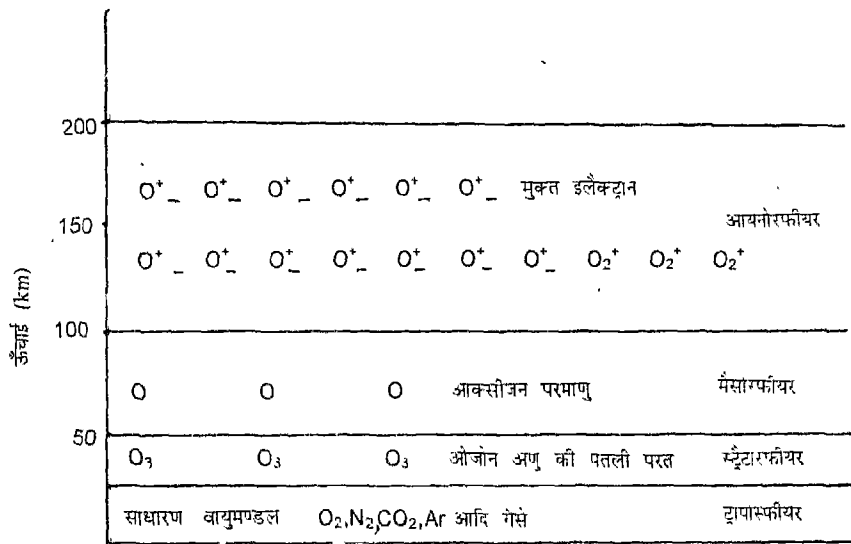 200
O⁺_ O⁺_ O⁺_ O⁺_ O⁺_ O⁺_ मुक्त इलैक्ट्रान
150 आयनोस्फीयर
O⁺_ O⁺_ O⁺_ O⁺_ O⁺_ O⁺_ O⁺_ O₂⁺ O₂⁺ O₂⁺
ऊँचाई (km)
100
O O O आक्सीजन परमाणु मैसोस्फीयर
50
O₃ O₃ O₃ ओजोन अणु की पतली परत स्ट्रैटास्फीयर
साधारण वायुमण्डल O₂,N₂,CO₂,Ar आदि गैसे ट्रापास्फीयर